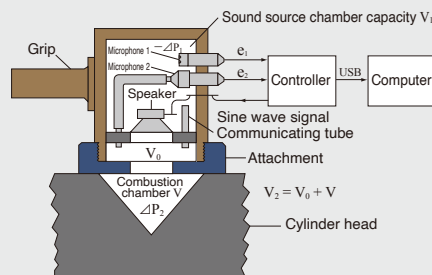 Sound source chamber capacity V₁
Grip
Microphone 1
−⊿P₁
Microphone 2
e₁
e₂
Controller
USB
Computer
Speaker
Sine wave signal
Communicating tube
V₀
Attachment
Combustion
chamber V
⊿P₂
V₂ = V₀ + V
Cylinder head